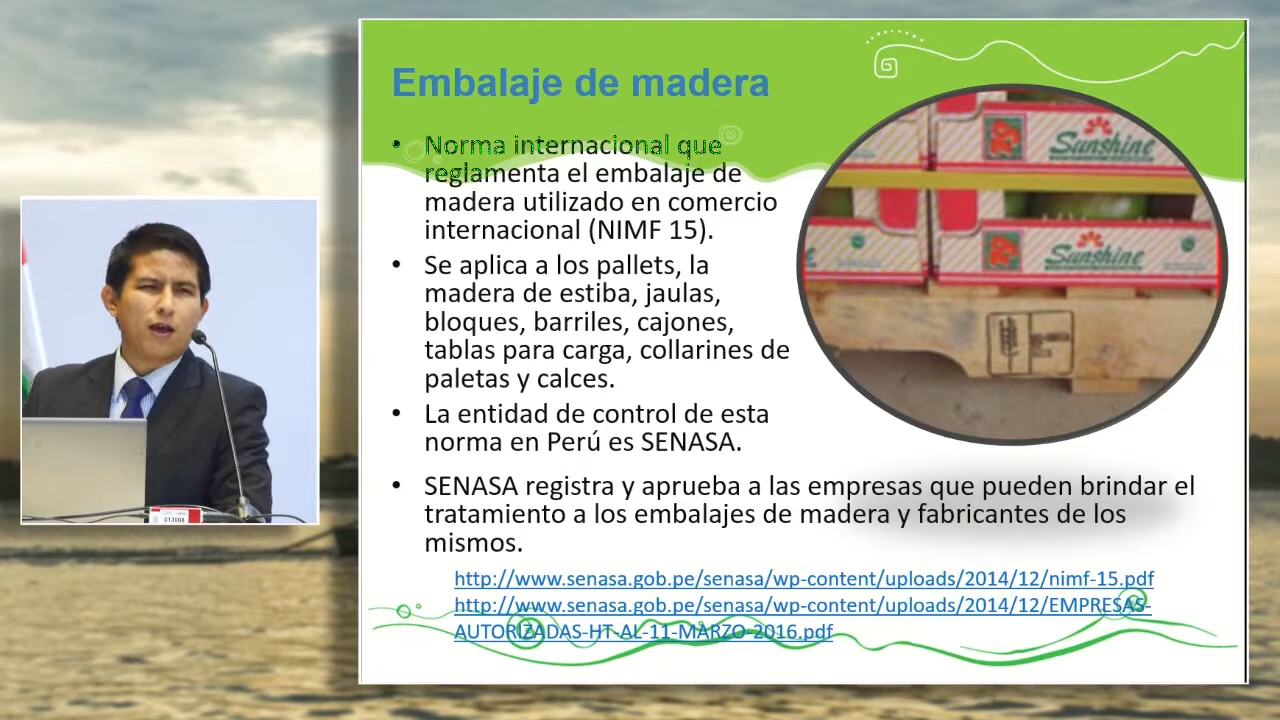 Embalaje de madera
• Norma internacional que
reglamenta el embalaje de
madera utilizado en comercio
internacional (NIMF 15).
• Se aplica a los pallets, la
madera de estiba, jaulas,
bloques, barriles, cajones,
tablas para carga, collarines de
paletas y calces.
• La entidad de control de esta
norma en Perú es SENASA.
• SENASA registra y aprueba a las empresas que pueden brindar el
tratamiento a los embalajes de madera y fabricantes de los
mismos.
http://www.senasa.gob.pe/senasa/wp-content/uploads/2014/12/nimf-15.pdf
http://www.senasa.gob.pe/senasa/wp-content/uploads/2014/12/EMPRESAS-
AUTORIZADAS-HT-AL-11-MARZO-2016.pdf
Sunshine
Sunshine
013006